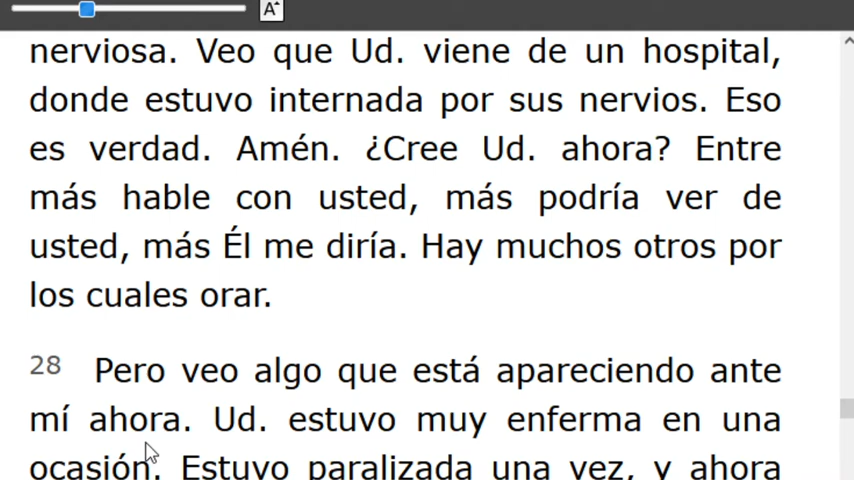 A
nerviosa. Veo que Ud. viene de un hospital,
donde estuvo internada por sus nervios. Eso
es verdad. Amén. ¿Cree Ud. ahora? Entre
más hable con usted, más podría ver de
usted, más Él me diría. Hay muchos otros por
los cuales orar.
28 Pero veo algo que está apareciendo ante
mí ahora. Ud. estuvo muy enferma en una
ocasión. Estuvo paralizada una vez, y ahora